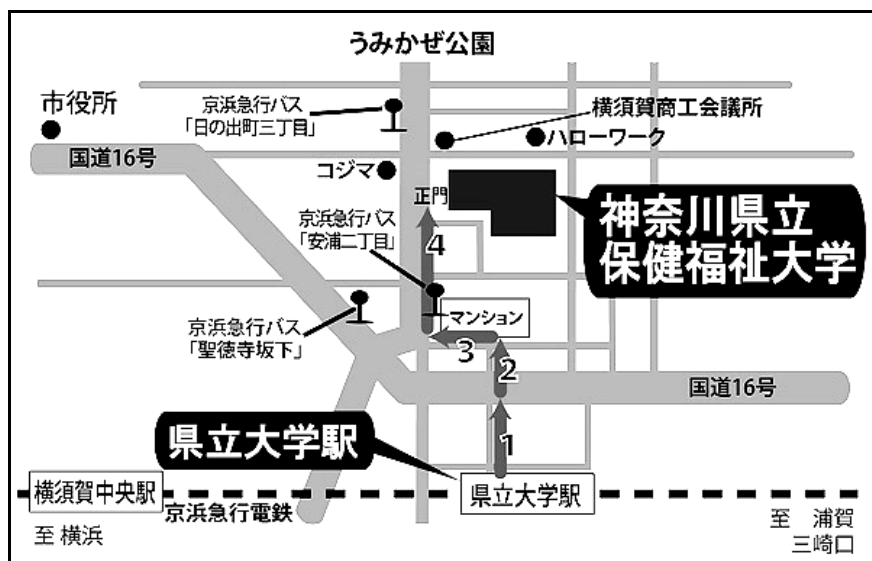 うみかぜ公園
市役所
京浜急行バス
「日の出町三丁目」
横須賀商工会議所
ハローワーク
国道16号
コジマ
正門
京浜急行バス
「安浦二丁目」
4
神奈川県立
保健福祉大学
マンション
京浜急行バス
「聖徳寺坂下」
3
2
国道16号
県立大学駅
1
横須賀中央駅
県立大学駅
京浜急行電鉄
至 横浜
至 浦賀
三崎口